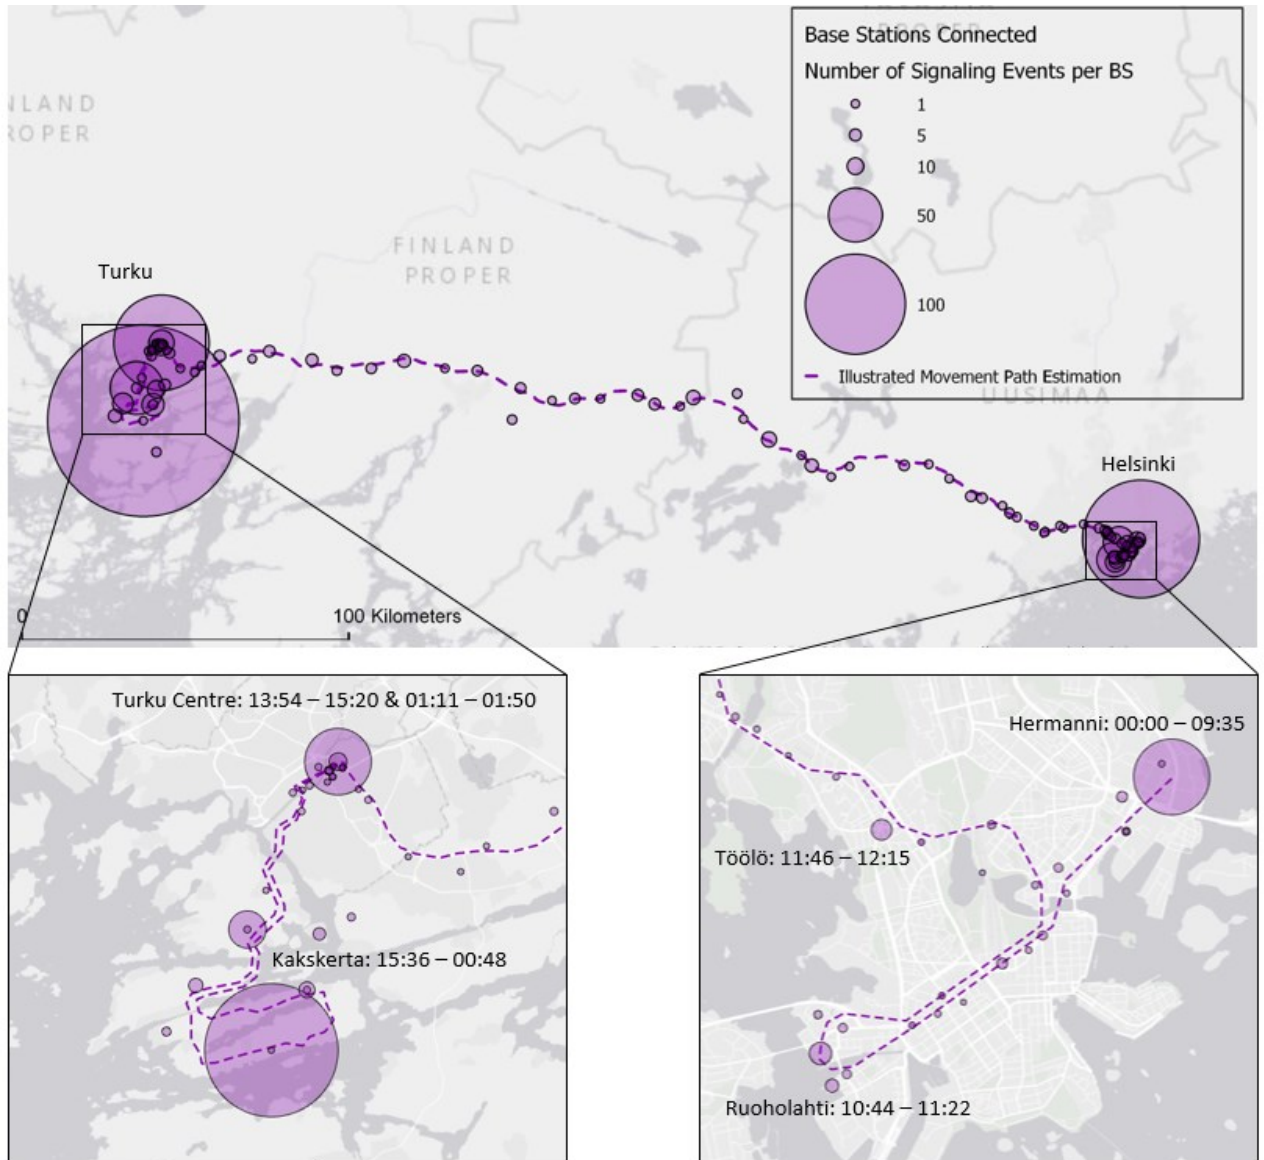 Base Stations Connected
Number of Signaling Events per BS
1
5
10
50
100
Illustrated Movement Path Estimation
NLAND
ROPER
FINLAND
PROPER
UUSIMAA
Turku
Helsinki
0
100 Kilometers
Turku Centre: 13:54 – 15:20 & 01:11 – 01:50
Kakskerta: 15:36 – 00:48
Hermanni: 00:00 – 09:35
Töölö: 11:46 – 12:15
Ruoholahti: 10:44 – 11:22